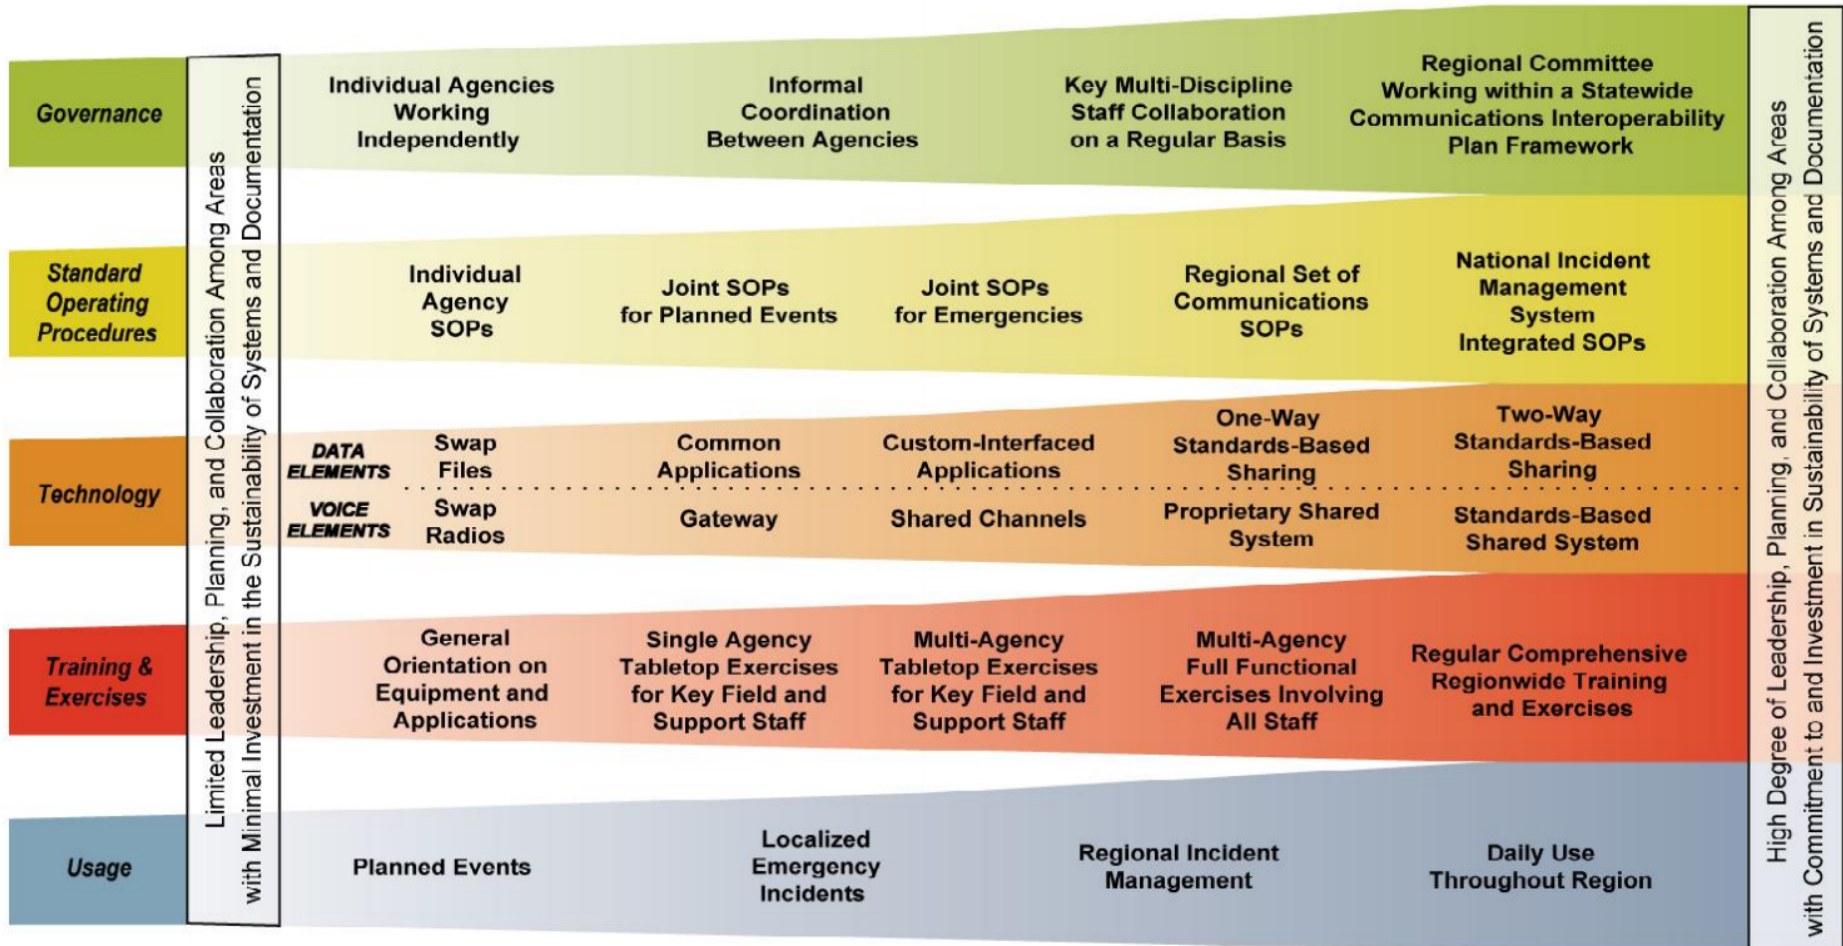 Governance
Individual Agencies
Working
Independently
Informal
Coordination
Between Agencies
Key Multi-Discipline
Staff Collaboration
on a Regular Basis
Regional Committee
Working within a Statewide
Communications Interoperability
Plan Framework
Standard
Operating
Procedures
Individual
Agency
SOPs
Joint SOPs
for Planned Events
Joint SOPs
for Emergencies
Regional Set of
Communications
SOPs
National Incident
Management
System
Integrated SOPs
Technology
DATA
ELEMENTS
Swap
Files
Common
Applications
Custom-Interfaced
Applications
One-Way
Standards-Based
Sharing
Two-Way
Standards-Based
Sharing
VOICE
ELEMENTS
Swap
Radios
Gateway
Shared Channels
Proprietary Shared
System
Standards-Based
Shared System
Training &
Exercises
General
Orientation on
Equipment and
Applications
Single Agency
Tabletop Exercises
for Key Field and
Support Staff
Multi-Agency
Tabletop Exercises
for Key Field and
Support Staff
Multi-Agency
Full Functional
Exercises Involving
All Staff
Regular Comprehensive
Regionwide Training
and Exercises
Usage
Planned Events
Localized
Emergency
Incidents
Regional Incident
Management
Daily Use
Throughout Region
Limited Leadership, Planning, and Collaboration Among Areas
with Minimal Investment in the Sustainability of Systems and Documentation
High Degree of Leadership, Planning, and Collaboration Among Areas
with Commitment to and Investment in Sustainability of Systems and Documentation